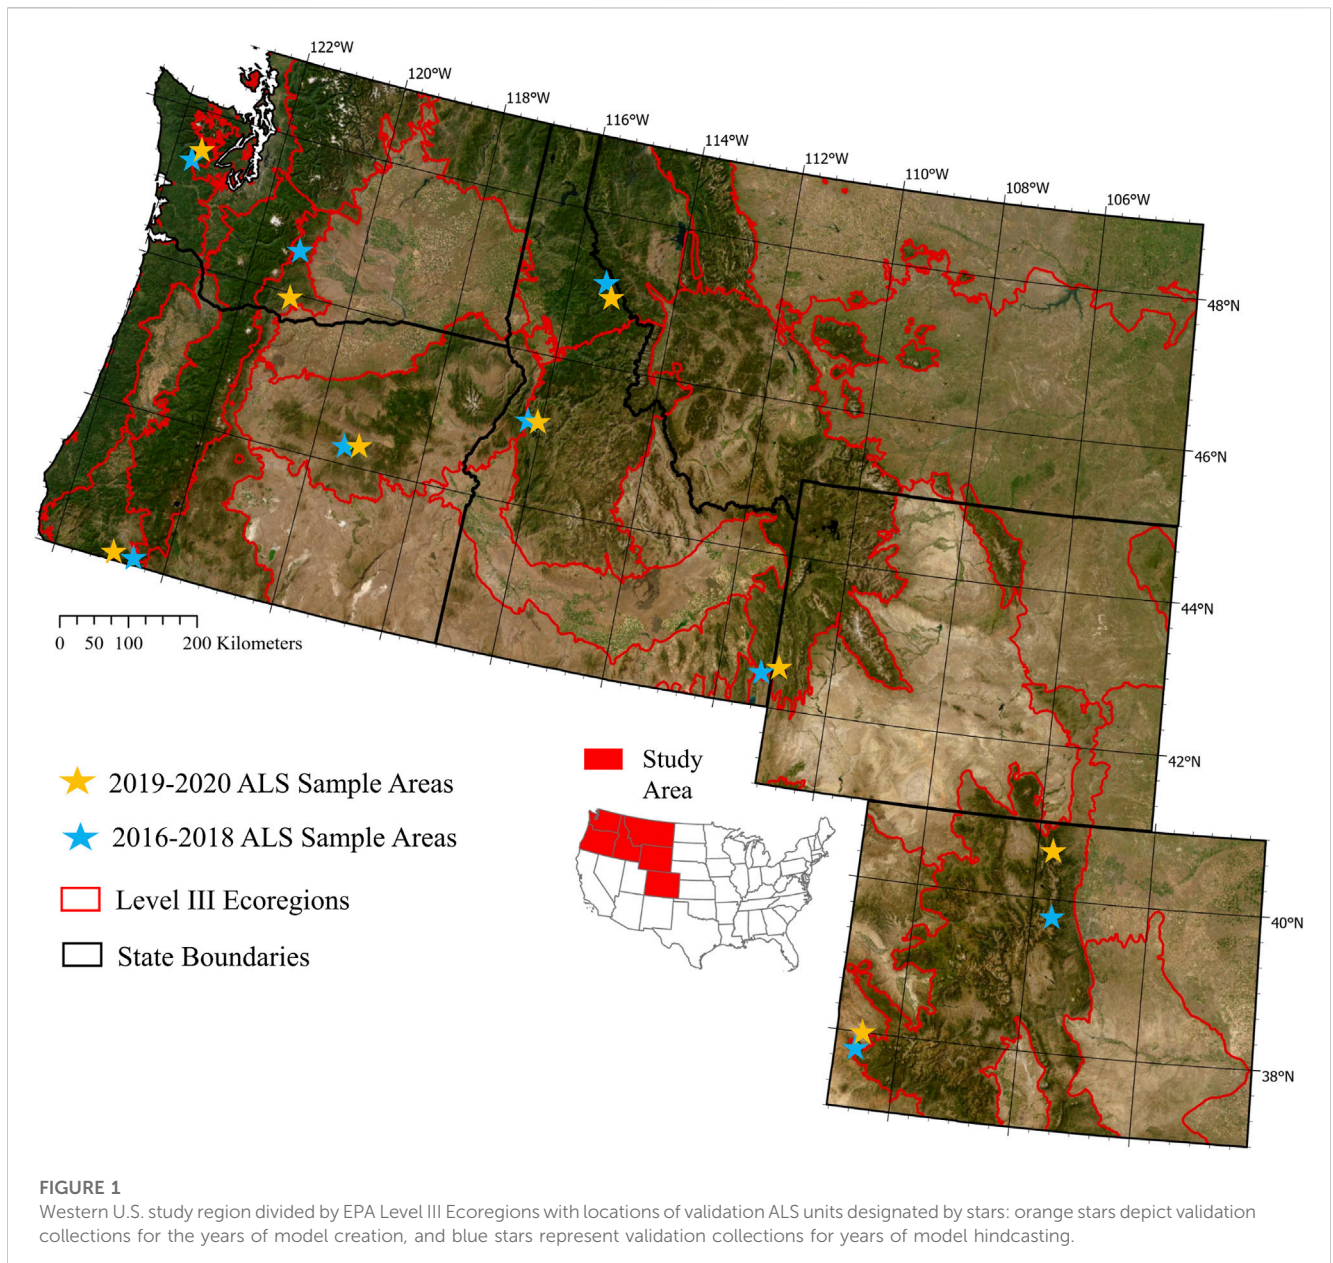 122°W
120°W
118°W
116°W
114°W
112°W
110°W
108°W
106°W
48°N
46°N
44°N
42°N
40°N
38°N
0 50 100 200 Kilometers
2019-2020 ALS Sample Areas
2016-2018 ALS Sample Areas
Level III Ecoregions
State Boundaries
Study
Area
FIGURE 1
Western U.S. study region divided by EPA Level III Ecoregions with locations of validation ALS units designated by stars: orange stars depict validation
collections for the years of model creation, and blue stars represent validation collections for years of model hindcasting.